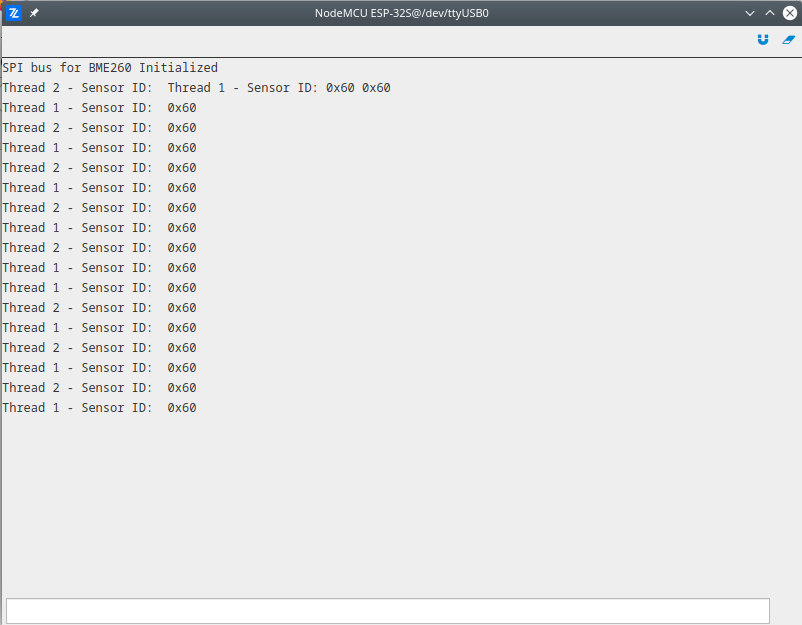 NodeMCU ESP-32S@/dev/ttyUSB0
SPI bus for BME260 Initialized
Thread 2 - Sensor ID:  Thread 1 - Sensor ID: 0x60 0x60
Thread 1 - Sensor ID:  0x60
Thread 2 - Sensor ID:  0x60
Thread 1 - Sensor ID:  0x60
Thread 2 - Sensor ID:  0x60
Thread 1 - Sensor ID:  0x60
Thread 2 - Sensor ID:  0x60
Thread 1 - Sensor ID:  0x60
Thread 2 - Sensor ID:  0x60
Thread 1 - Sensor ID:  0x60
Thread 1 - Sensor ID:  0x60
Thread 2 - Sensor ID:  0x60
Thread 1 - Sensor ID:  0x60
Thread 2 - Sensor ID:  0x60
Thread 1 - Sensor ID:  0x60
Thread 2 - Sensor ID:  0x60
Thread 1 - Sensor ID:  0x60